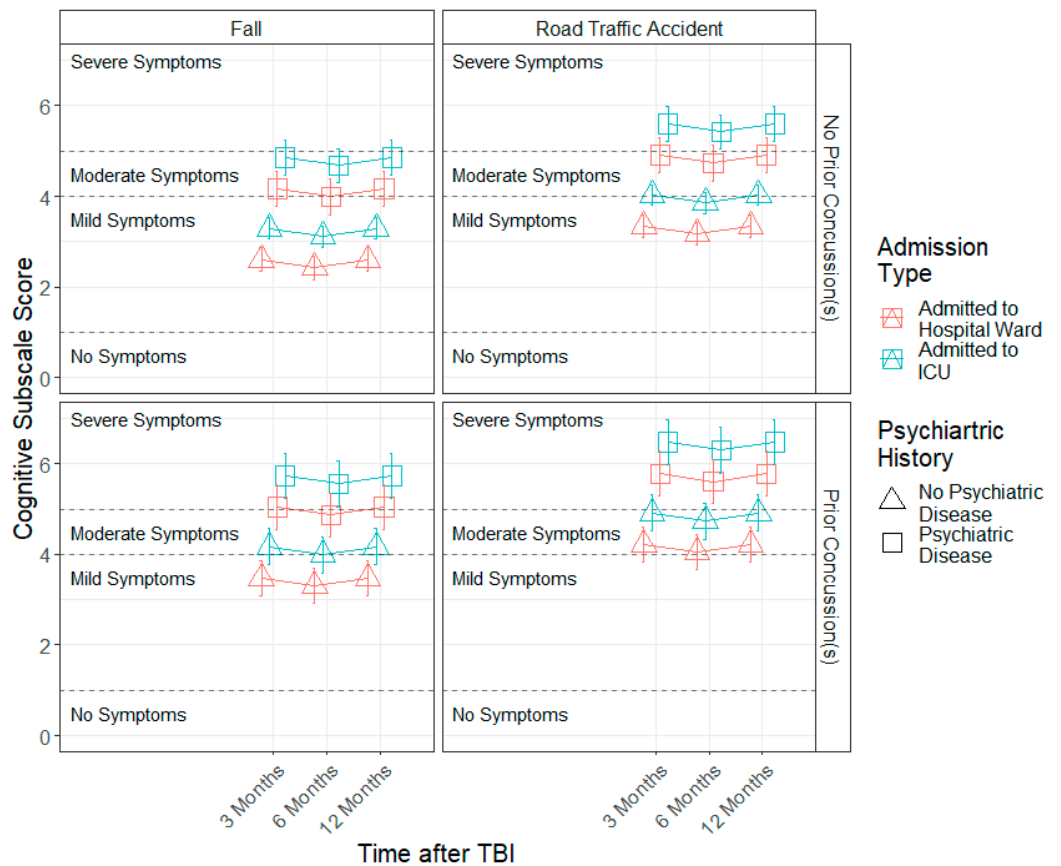 Fall
Road Traffic Accident
Severe Symptoms
Severe Symptoms
Moderate Symptoms
Moderate Symptoms
Mild Symptoms
Mild Symptoms
No Symptoms
No Symptoms
6
4
2
0
No Prior Concussion(s)
Severe Symptoms
Severe Symptoms
Moderate Symptoms
Moderate Symptoms
Mild Symptoms
Mild Symptoms
No Symptoms
No Symptoms
6
4
2
0
Prior Concussion(s)
Cognitive Subscale Score
3 Months
6 Months
12 Months
3 Months
6 Months
12 Months
Time after TBI
Admission
Type
Admitted to
Hospital Ward
Admitted to
ICU
Psychiartric
History
No Psychiatric
Disease
Psychiatric
Disease